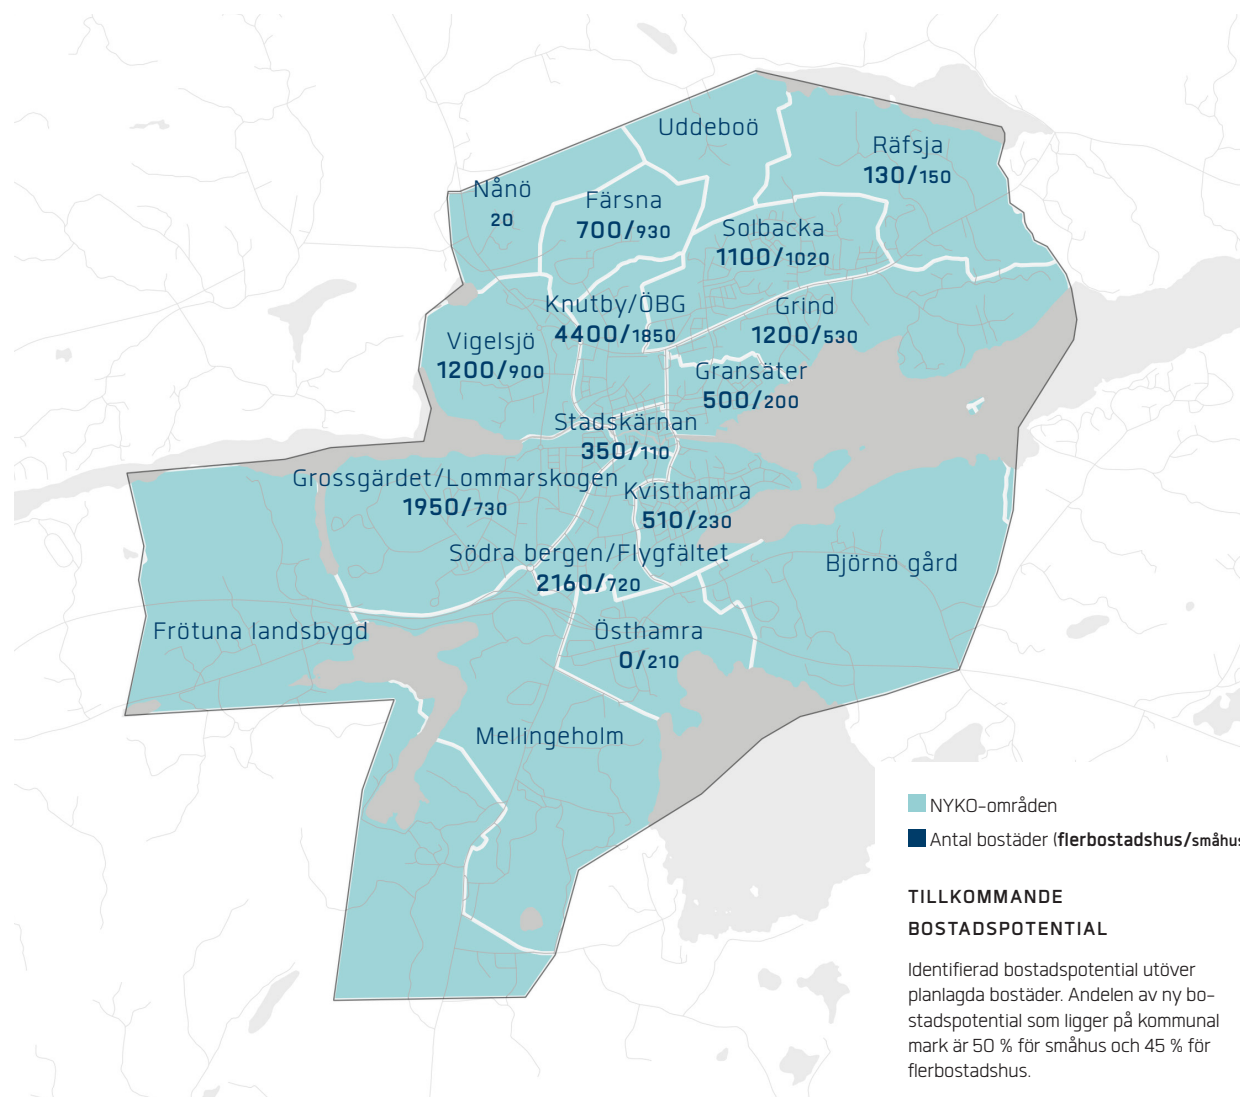 Uddeboö
Räfsja
130/150
Nånö
20
Färsna
700/930
Solbacka
1100/1020
Knutby/ÖBG
4400/1850
Grind
1200/530
Vigelsjö
1200/900
Gransäter
500/200
Stadskärnan
350/110
Grossgärdet/Lommarskogen
1950/730
Kvisthamra
510/230
Södra bergen/Flygfältet
2160/720
Björnö gård
Frötuna landsbygd
Östhamra
0/210
Mellingeholm
NYKO-områden
Antal bostäder (flerbostadshus/småhus
TILLKOMMANDE
BOSTADSPOTENTIAL
Identifierad bostadspotential utöver
planlagda bostäder. Andelen av ny bo-
stadspotential som ligger på kommunal
mark är 50 % för småhus och 45 % för
flerbostadshus.